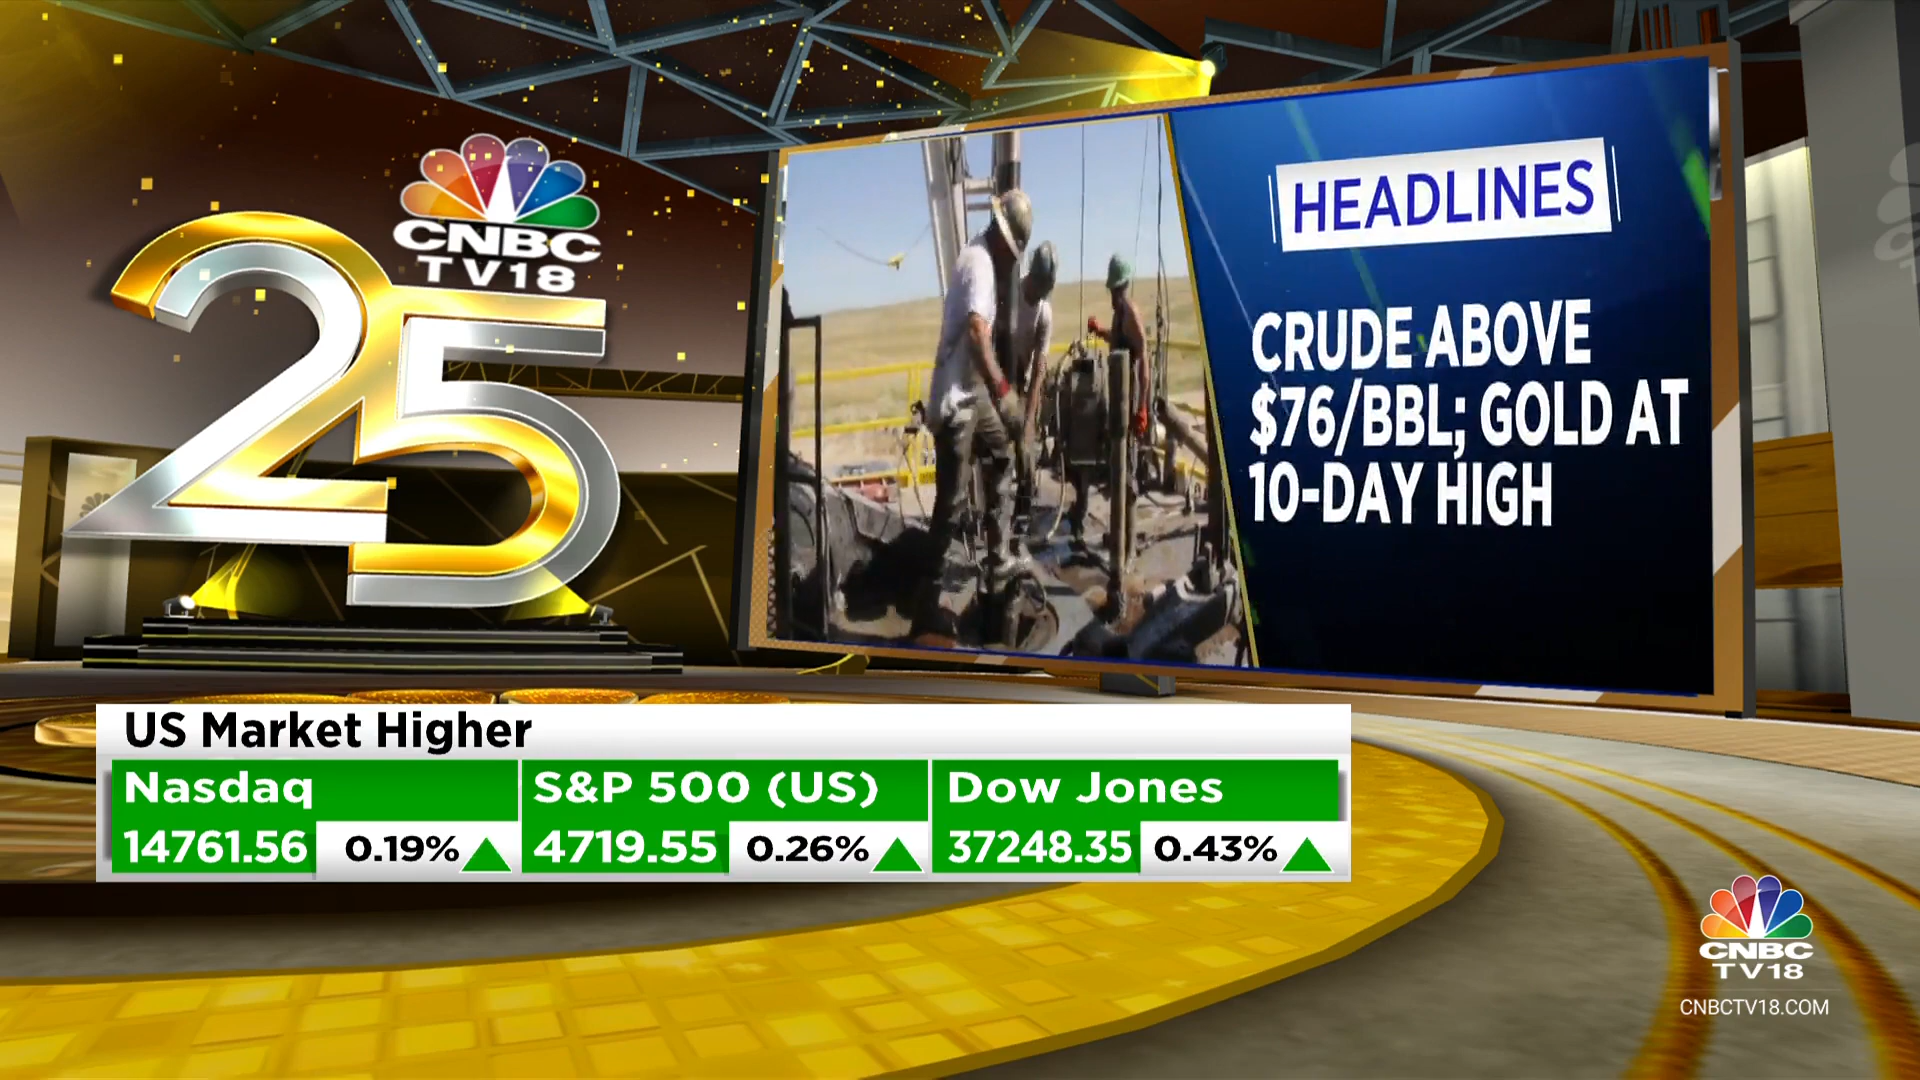 CNBC
TV18
25
HEADLINES
CRUDE ABOVE
$76/BBL; GOLD AT
10-DAY HIGH
US Market Higher
Nasdaq
14761.56 0.19%
S&P 500 (US)
4719.55 0.26%
Dow Jones
37248.35 0.43%
CNBC
TV18
CNBCTV18.COM